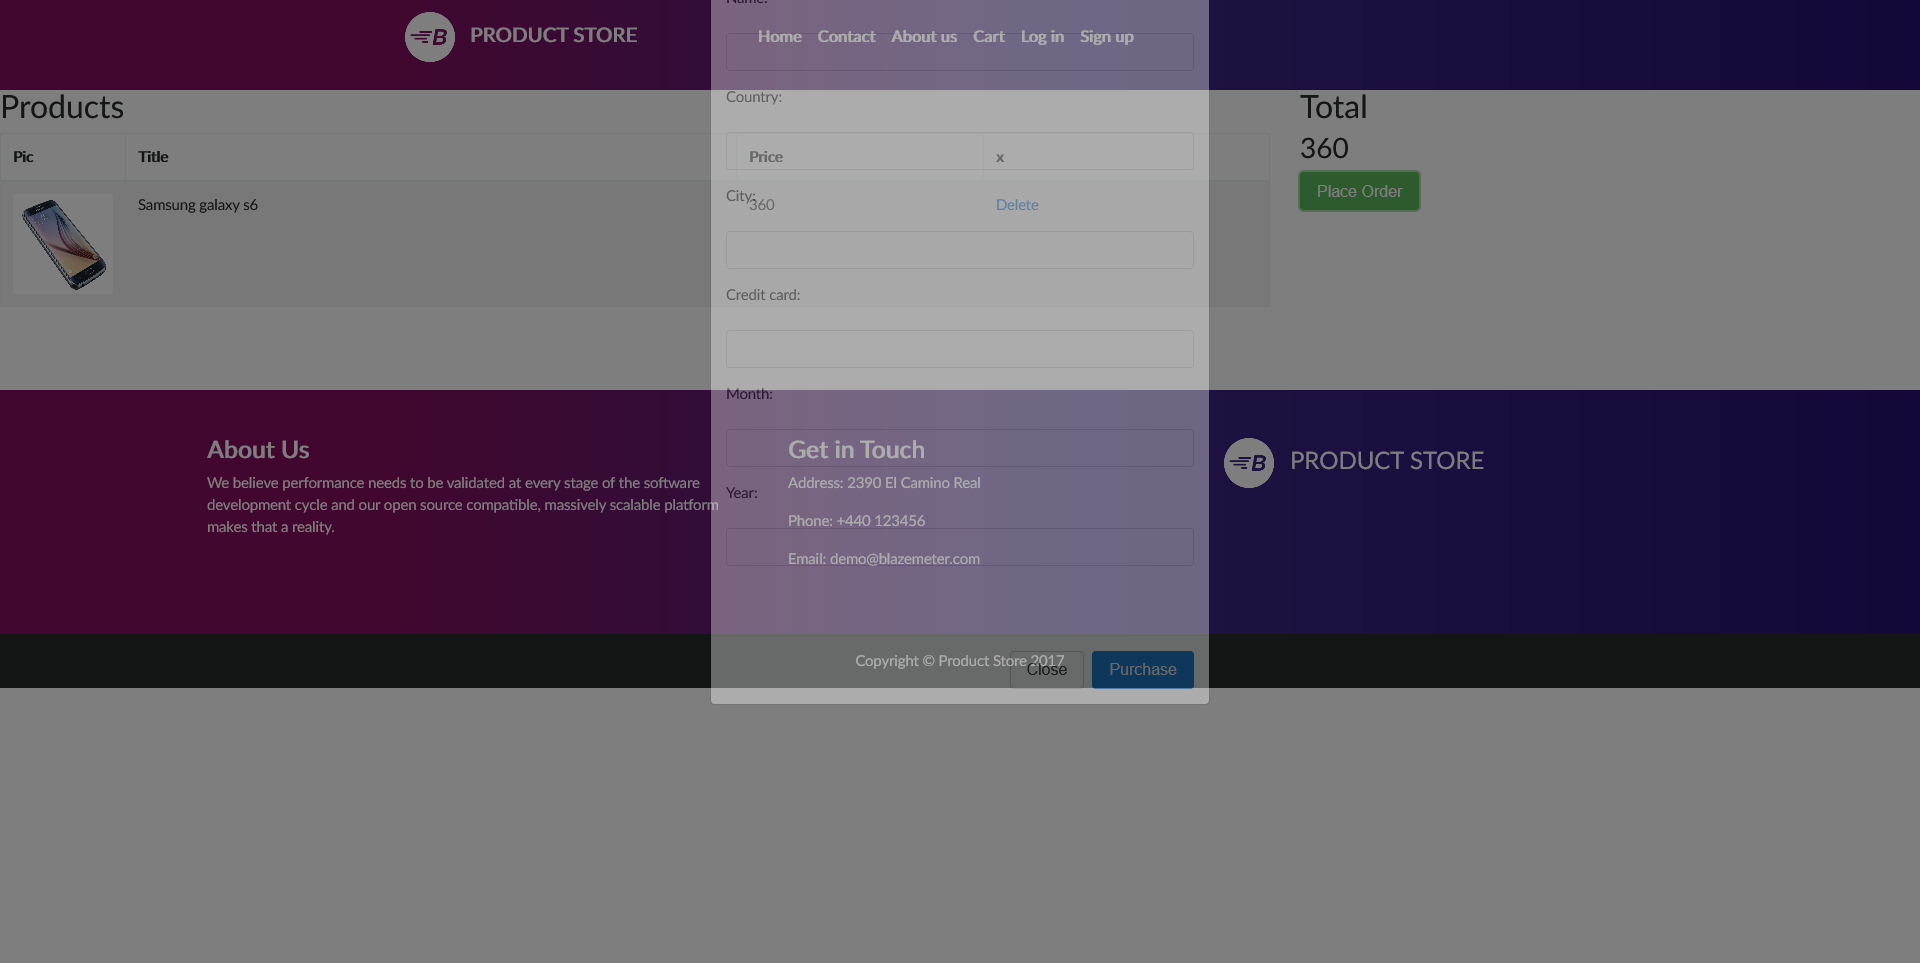 Name:
PRODUCT STORE
Home Contact About us Cart Log in Sign up
Country:
Products
Total
Pic Title Price x
360
Place Order
City:
Samsung galaxy s6 360 Delete
Credit card:
Month:
About Us
We believe performance needs to be validated at every stage of the software
development cycle and our open source compatible, massively scalable platform
makes that a reality.
Get in Touch
Address: 2390 El Camino Real
Phone: +440 123456
Email: demo@blazemeter.com
Year:
B PRODUCT STORE
Copyright © Product Store 2017
Close Purchase